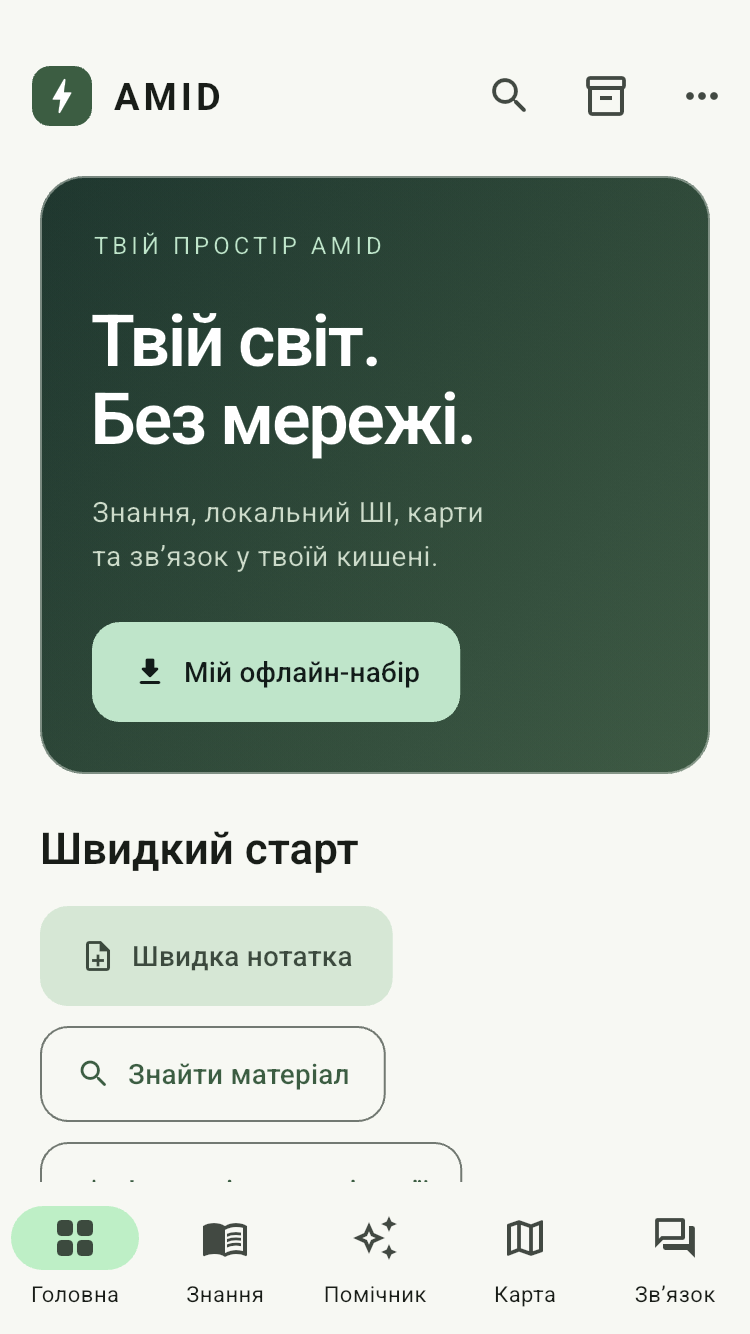 AMID
ТВІЙ ПРОСТІР AMID
Твій світ.
Без мережі.
Знання, локальний ШІ, карти
та зв’язок у твоїй кишені.
Мій офлайн-набір
Швидкий старт
Швидка нотатка
Знайти матеріал
Головна
Знання
Помічник
Карта
Зв’язок